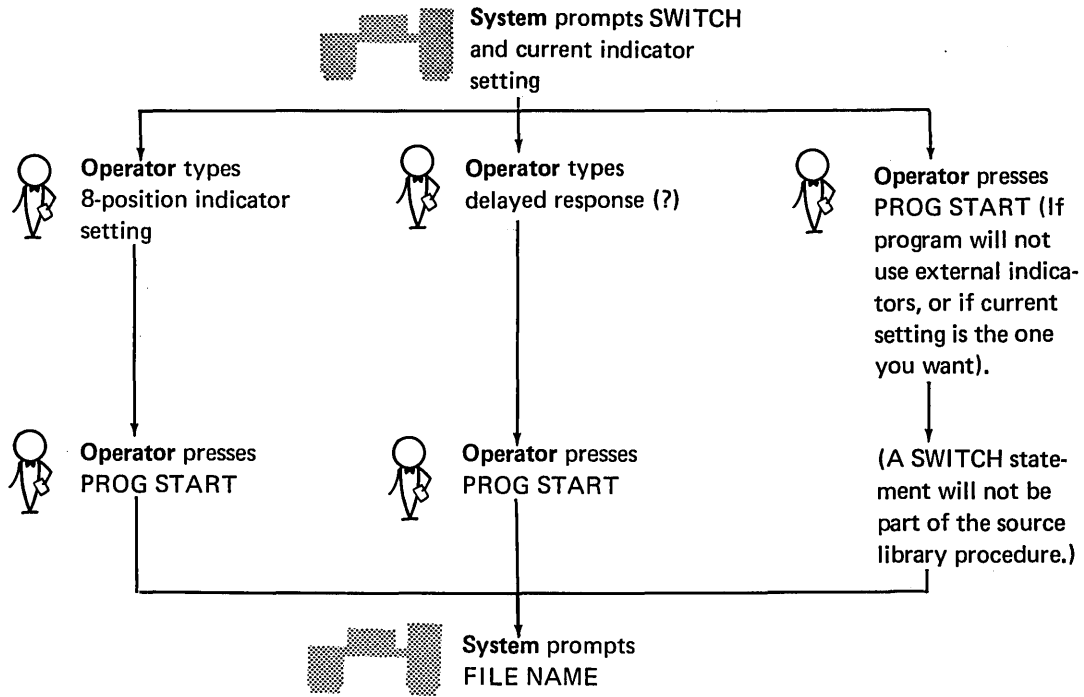 System prompts SWITCH
and current indicator
setting
Operator types
8-position indicator
setting
Operator types
delayed response (?)
Operator presses
PROG START (If
program will not
use external indica-
tors, or if current
setting is the one
you want).
Operator presses
PROG START
Operator presses
PROG START
(A SWITCH state-
ment will not be
part of the source
library procedure.)
System prompts
FILE NAME